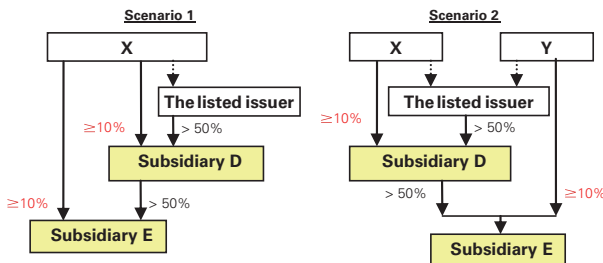 Scenario 1
X
The listed issuer
≥10%
> 50%
Subsidiary D
≥10%
> 50%
Subsidiary E
Scenario 2
X
Y
The listed issuer
≥10%
> 50%
Subsidiary D
> 50%
≥10%
Subsidiary E